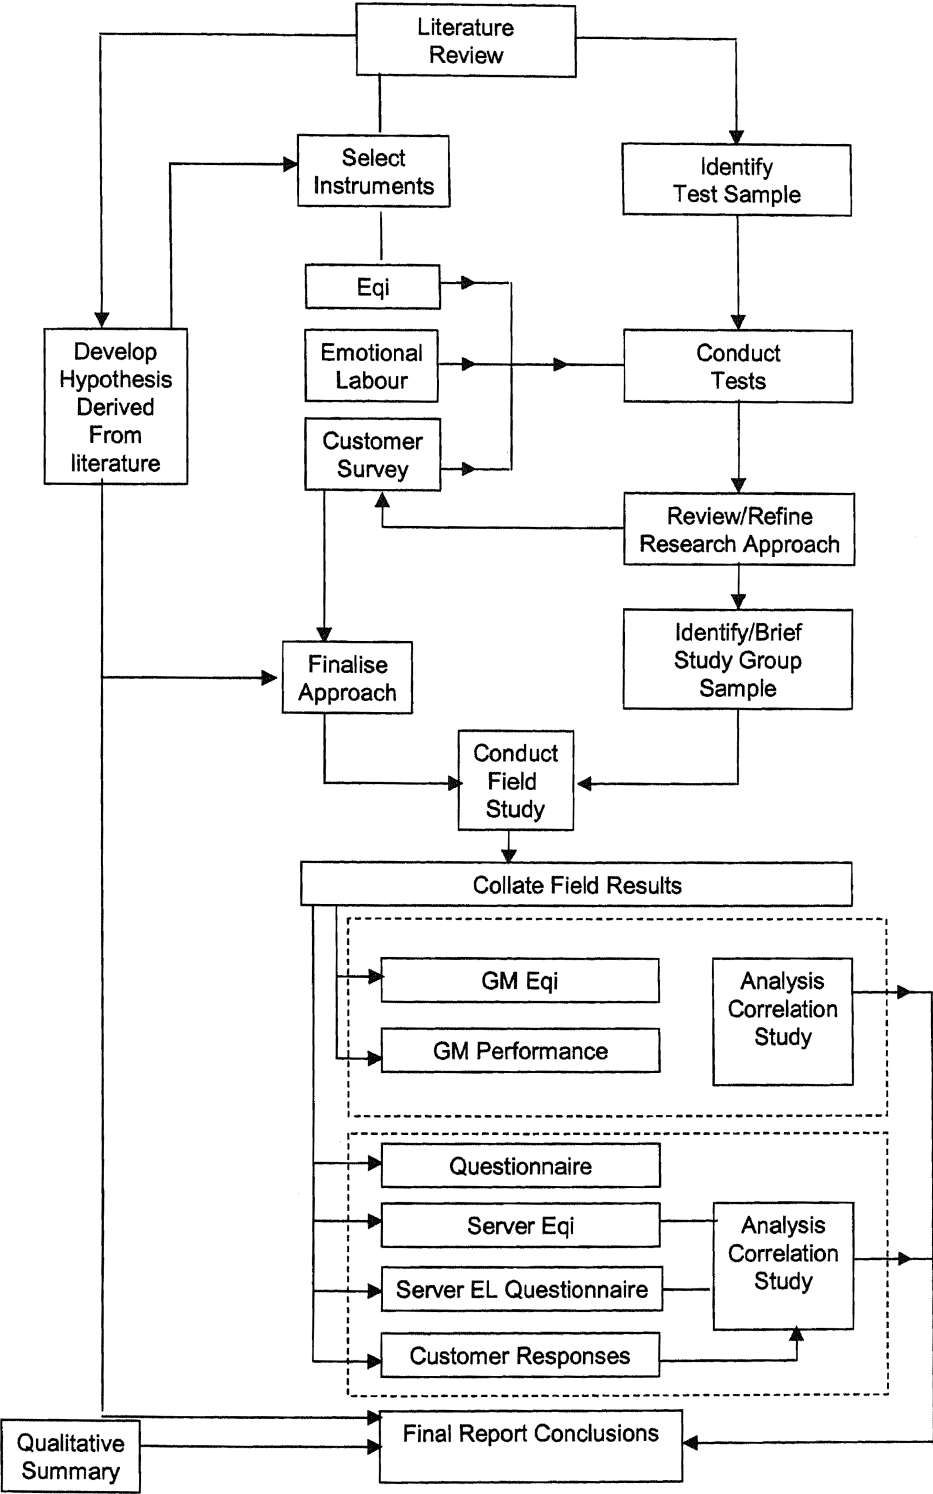 Literature
Review
Select
Instruments
Identify
Test Sample
Eqi
Develop
Hypothesis
Derived
From
literature
Emotional
Labour
Conduct
Tests
Customer
Survey
Review/Refine
Research Approach
Identify/Brief
Study Group
Sample
Finalise
Approach
Conduct
Field
Study
Collate Field Results
GM Eqi
GM Performance
Analysis
Correlation
Study
Questionnaire
Server Eqi
Server EL Questionnaire
Customer Responses
Analysis
Correlation
Study
Final Report Conclusions
Qualitative
Summary